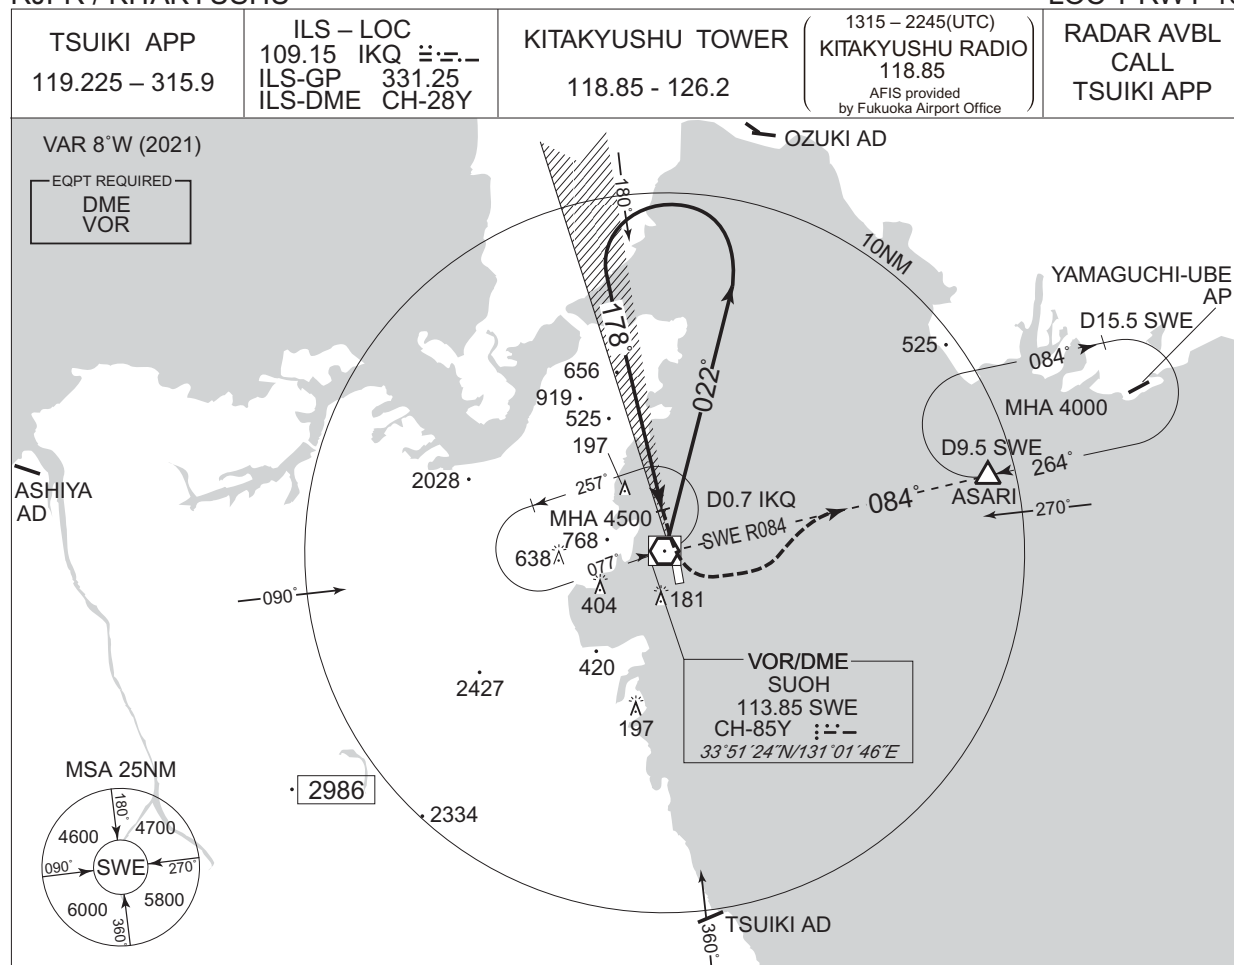 TSUIKI APP
119.225 – 315.9
ILS – LOC
109.15 IKQ
ILS-GP 331.25
ILS-DME CH-28Y
KITAKYUSHU TOWER
118.85 - 126.2
1315 – 2245(UTC)
KITAKYUSHU RADIO
118.85
AFIS provided
by Fukuoka Airport Office
RADAR AVBL
CALL
TSUIKI APP
VAR 8°W (2021)
EQPT REQUIRED
DME
VOR
OZUKI AD
180°
10NM
YAMAGUCHI-UBE
AP
D15.5 SWE
525
084°
178°
022°
656
919
525
197
MHA 4000
D9.5 SWE
264°
ASARI
270°
2028
257°
ASHIYA
AD
MHA 4500
D0.7 IKQ
084°
SWE R084
768
638
077°
404
181
090°
420
2427
197
VOR/DME
SUOH
113.85 SWE
CH-85Y
33°51´24˝N/131°01´46˝E
MSA 25NM
2986
2334
180°
4600
4700
090°
SWE
270°
6000
5800
360°
TSUIKI AD
360°